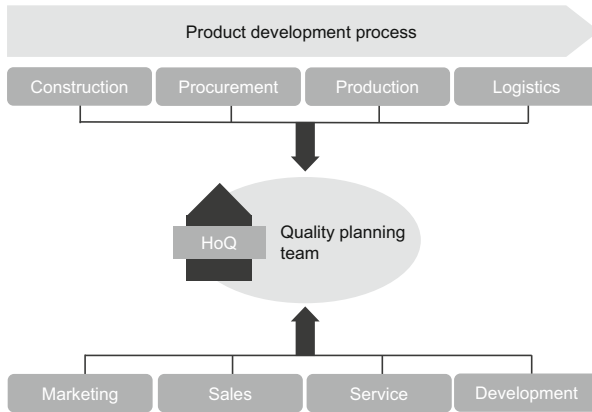 Product development process
Construction
Procurement
Production
Logistics
HoQ
Quality planning
team
Marketing
Sales
Service
Development